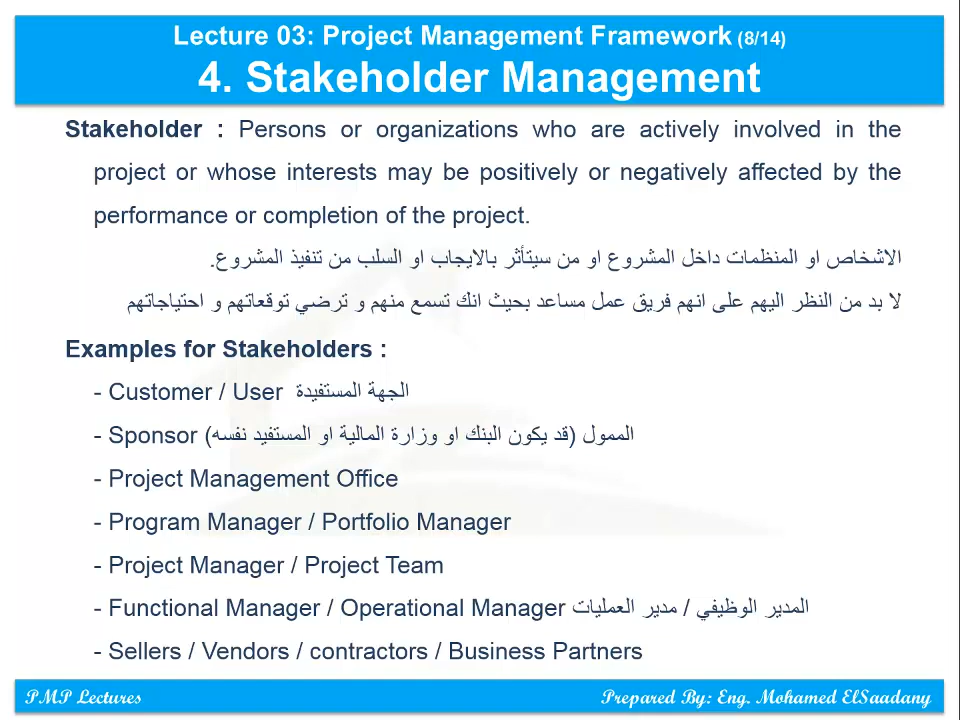 Lecture 03: Project Management Framework (8/14)
4. Stakeholder Management
Stakeholder : Persons or organizations who are actively involved in the
project or whose interests may be positively or negatively affected by the
performance or completion of the project.
الاشخاص او المنظمات داخل المشروع او من سيتأثر بالايجاب او السلب من تنفيذ المشروع.
لا بد من النظر اليهم على انهم فريق عمل مساعد بحيث انك تسمع منهم و ترضي توقعاتهم و احتياجاتهم
Examples for Stakeholders :
- Customer / User الجهة المستفيدة
- Sponsor الممول (قد يكون البنك او وزارة المالية او المستفيد نفسه)
- Project Management Office
- Program Manager / Portfolio Manager
- Project Manager / Project Team
- Functional Manager / Operational Manager المدير الوظيفي / مدير العمليات
- Sellers / Vendors / contractors / Business Partners
PMP Lectures
Prepared By: Eng. Mohamed ElSaadany